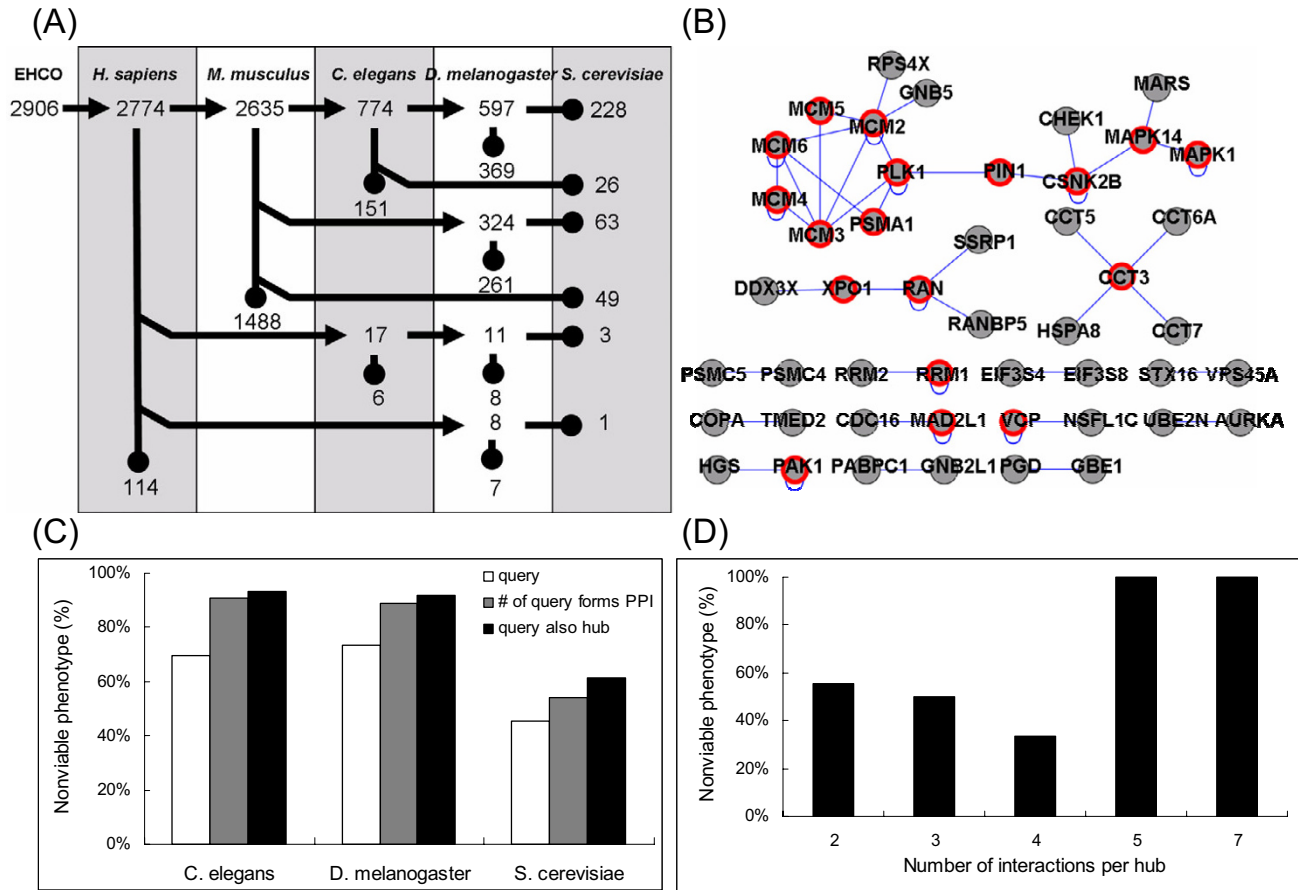 (A)
EHCO H. sapiens M. musculus C. elegans D. melanogaster S. cerevisiae
2906 2774 2635 774 597 228
369
26
151
324 63
261
49
1488
17 11 3
6 8
8 1
114 7
(B)
RPS4X
GNB5
MARS
MCM5
MCM2
CHEK1
MAPK14
MCM6
MAPK1
PLK1
PIN1
CSNK2B
MCM4
PSMA1
MCM3
CCT5 CCT6A
SSRP1
CCT3
DDX3X XPO1 RAN
RANBP5
HSPA8 CCT7
PSMC5 PSMC4 RRM2 RRM1 EIF3S4 EIF3S8 STX16 VPS45A
COPA TMED2 CDC16 MAD2L1 VCP NSFL1C UBE2N AURKA
HGS PAK1 PABPC1 GNB2L1 PGD GBE1
(C)
Nonviable phenotype (%)
100%
80%
60%
40%
20%
0%
query
# of query forms PPI
query also hub
C. elegans D. melanogaster S. cerevisiae
(D)
Nonviable phenotype (%)
100%
80%
60%
40%
20%
0%
2 3 4 5 7
Number of interactions per hub